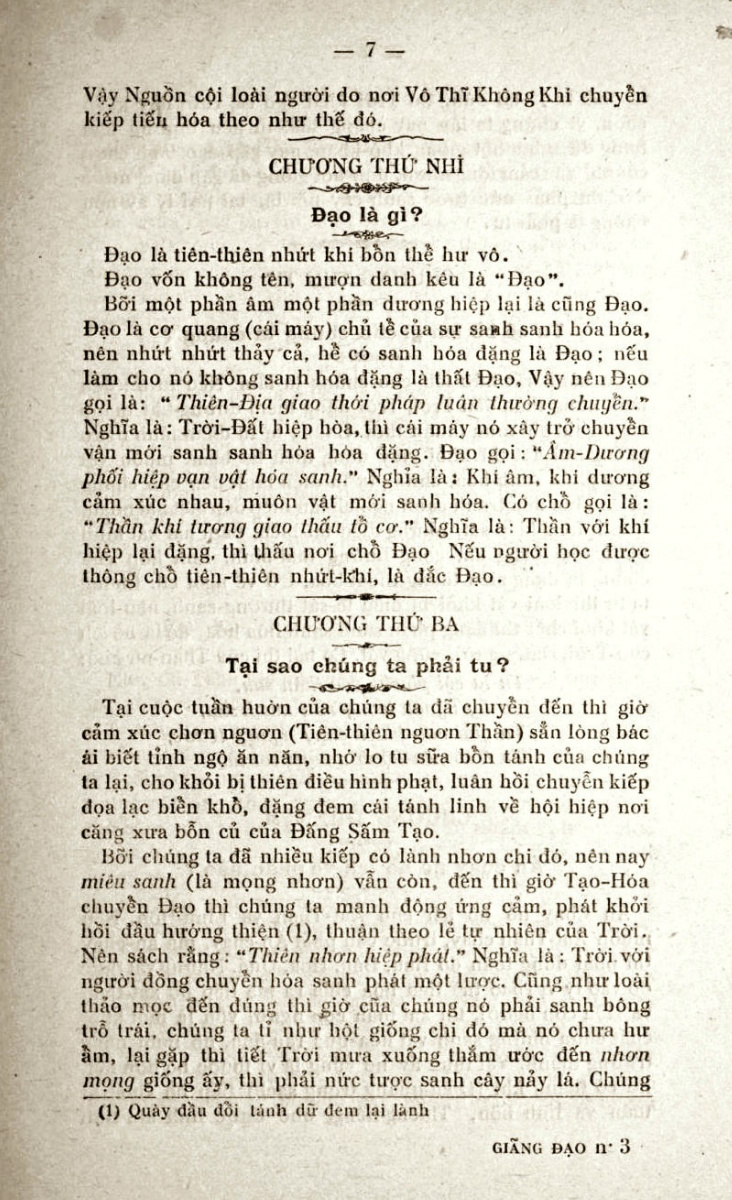 — 7 —
Vậy Nguồn cội loài người do nơi Vô Thĩ Không Khi chuyển
kiếp tiến hóa theo như thế đó.
CHƯƠNG THỨ NHÌ
Đạo là gì?
Đạo là tiên-thiên nhứt khí bổn thể hư vô.
Đạo vốn không tên, mượn danh kêu là “Đạo”.
Bỡi một phần âm một phần dương hiệp lại là cũng Đạo.
Đạo là cơ quang (cái máy) chủ tể của sự sanh sanh hóa hóa,
nên nhứt nhứt thảy cả, hể có sanh hóa đặng là Đạo ; nếu
làm cho nó không sanh hóa đặng là thất Đạo, Vậy nên Đạo
gọi là: “ Thiên-Địa giao thới pháp luân thường chuyển.”
Nghĩa là : Trời-Đất hiệp hòa, thì cái máy nó xây trở chuyển
vận mới sanh sanh hóa hóa đặng. Đạo gọi : “Âm-Dương
phối hiệp vạn vật hóa sanh.” Nghỉa là : Khí âm, khí dương
cảm xúc nhau, muôn vật mới sanh hóa. Có chổ gọi là :
“Thần khí tương giao thấu tổ cơ.” Nghĩa là : Thần với khí
hiệp lại đặng, thì thấu nơi chổ Đạo Nếu người học được
thông chổ tiên-thiên nhứt-khí, là đắc Đạo.
CHƯƠNG THỨ BA
Tại sao chúng ta phải tu?
Tại cuộc tuần huờn của chúng ta đã chuyển đến thì giờ
cảm xúc chơn nguơn (Tiên-thiên nguơn Thần) sẳn lòng bác
ái biết tỉnh ngộ ăn năn, nhớ lo tu sữa bổn tánh của chúng
ta lại, cho khỏi bị thiên điều hình phạt, luân hồi chuyễn kiếp
đọa lạc biển khổ, đặng đem cái tánh linh về hội hiệp nơi
căng xưa bổn củ của Đấng Sấm Tạo.
Bỡi chúng ta đã nhiều kiếp có lành nhơn chi đó, nên nay
miêu sanh (là mọng nhơn) vẫn còn, đến thì giờ Tạo-Hóa
chuyển Đạo thì chúng ta manh động ứng cảm, phát khởi
hồi đầu hướng thiện (1), thuận theo lẻ tự nhiên của Trời.
Nên sách rằng : “Thiên nhơn hiệp phát.” Nghĩa là : Trời với
người đồng chuyển hóa sanh phát một lược. Cũng như loài
thảo mọc đến đúng thì giờ cũa chúng nó phải sanh bông
trổ trái, chúng ta tỉ như hột giống chi đó mà nó chưa hư
ẩm, lại gặp thì tiết Trời mưa xuống thắm ước đến nhơn
mọng giống ấy, thì phải nức tược sanh cây nảy lá. Chúng
(1) Quày đầu đổi tánh dữ đem lại lành
GIÃNG ĐẠO n· 3